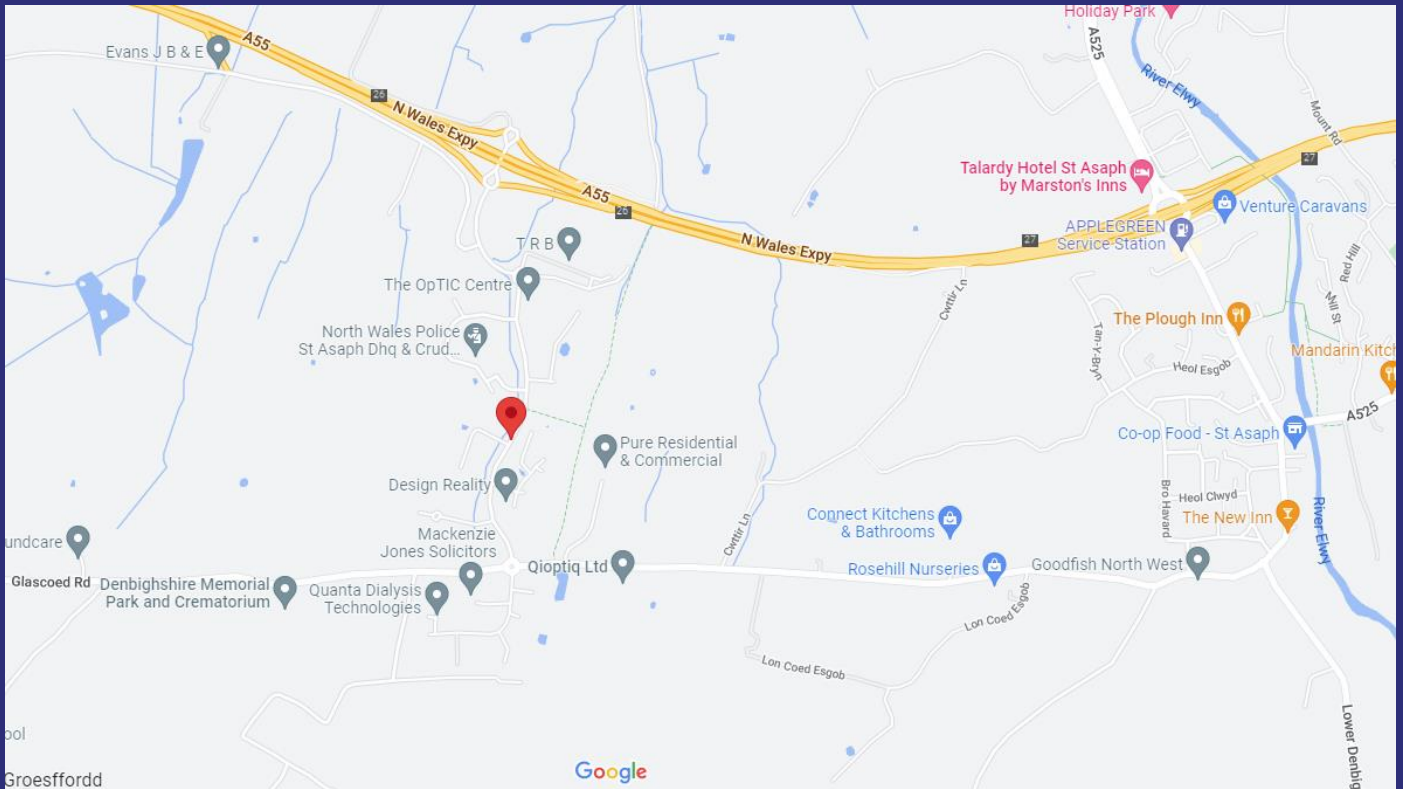 Holiday Park
A525
A55
Evans J B & E
River Elwy
26
N Wales Expy
Mount Rd
27
Talardy Hotel St Asaph
by Marston's Inns
A55
26
Venture Caravans
APPLEGREEN
Service Station
T R B
N Wales Expy
27
Red Hill
The OpTIC Centre
Cwttir Ln
Mill St
The Plough Inn
North Wales Police
St Asaph Dhq & Crud...
Tan-Y-Bryn
Mandarin Kitch
Heol Esgob
A525
Co-op Food - St Asaph
Pure Residential
& Commercial
Design Reality
Bro Havard
Heol Clwyd
Connect Kitchens
& Bathrooms
The New Inn
River Elwy
Mackenzie
Jones Solicitors
Cwttir Ln
undcare
Qioptiq Ltd
Rosehill Nurseries
Goodfish North West
Glascoed Rd
Denbighshire Memorial
Park and Crematorium
Quanta Dialysis
Technologies
Lon Coed Esgob
Lon Coed Esgob
Lower Denbig
ool
Google
Groesffordd